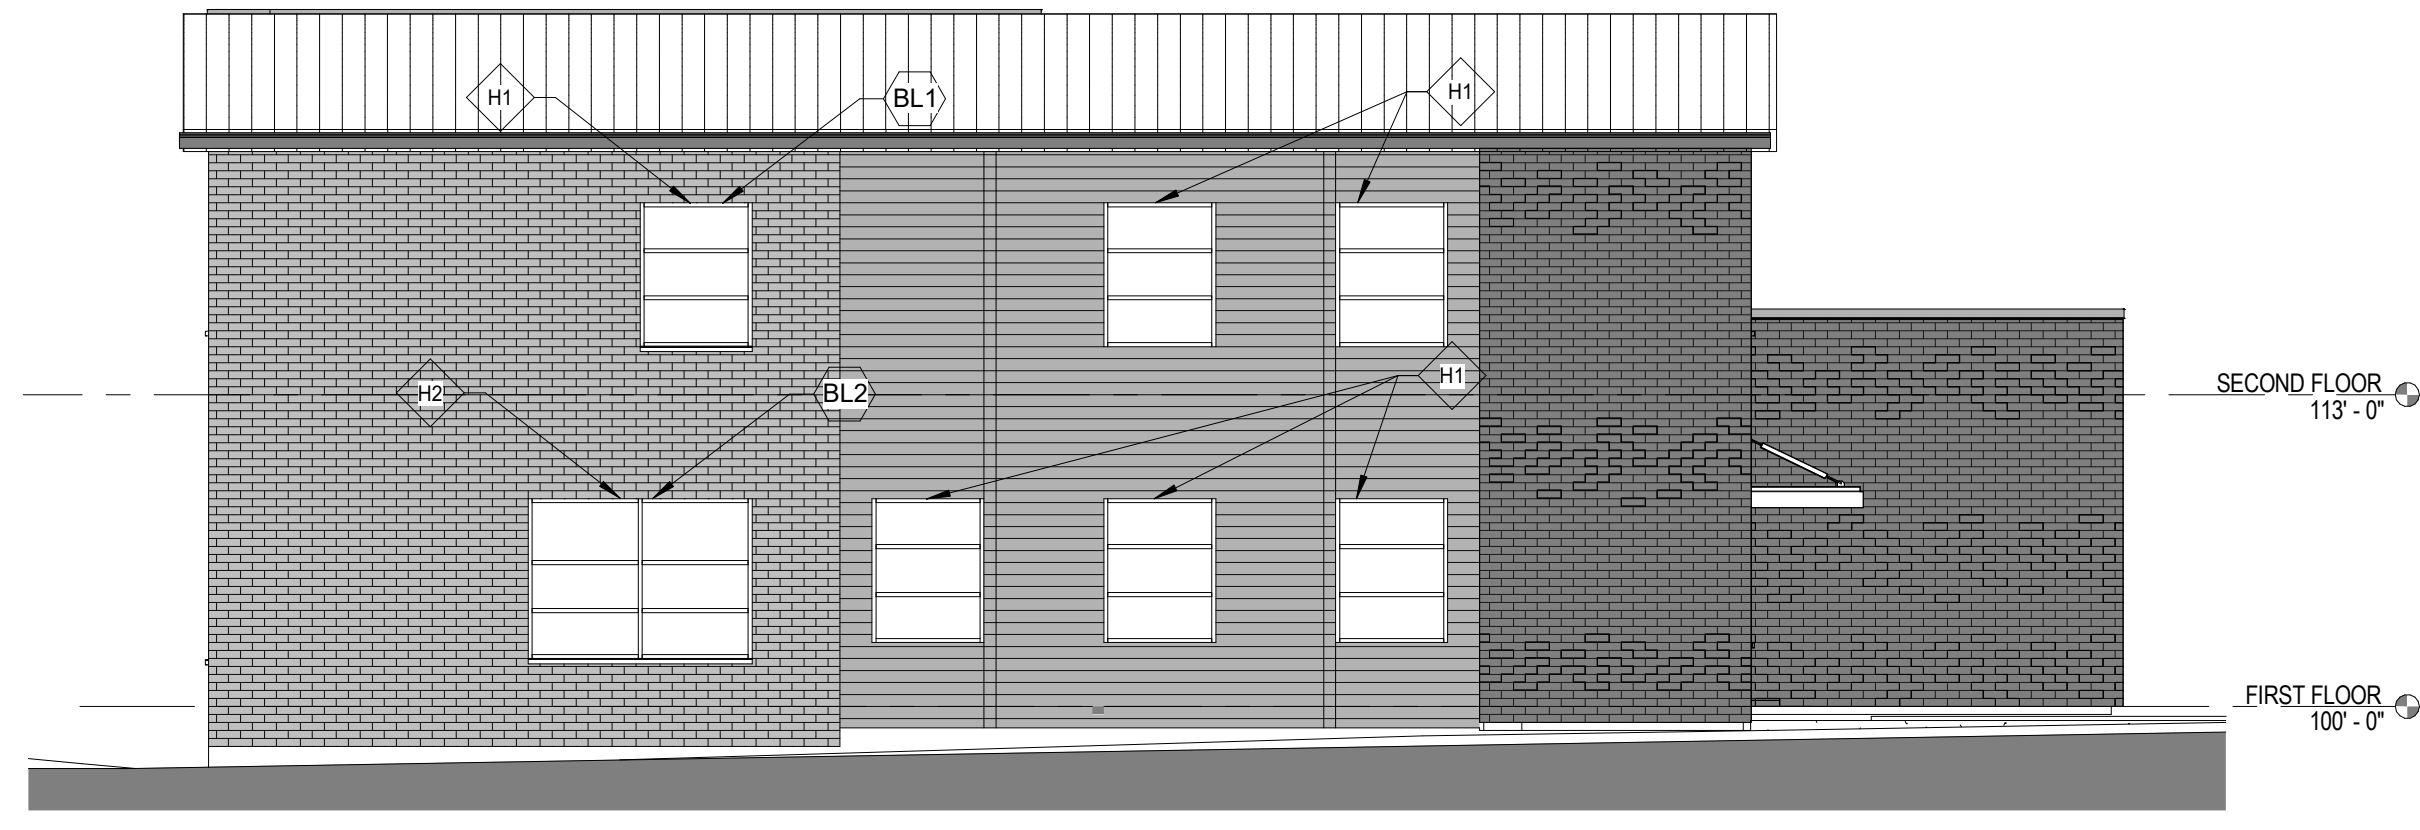 H1
BL1
H1
H2
BL2
H1
SECOND FLOOR
113' - 0"
FIRST FLOOR
100' - 0"